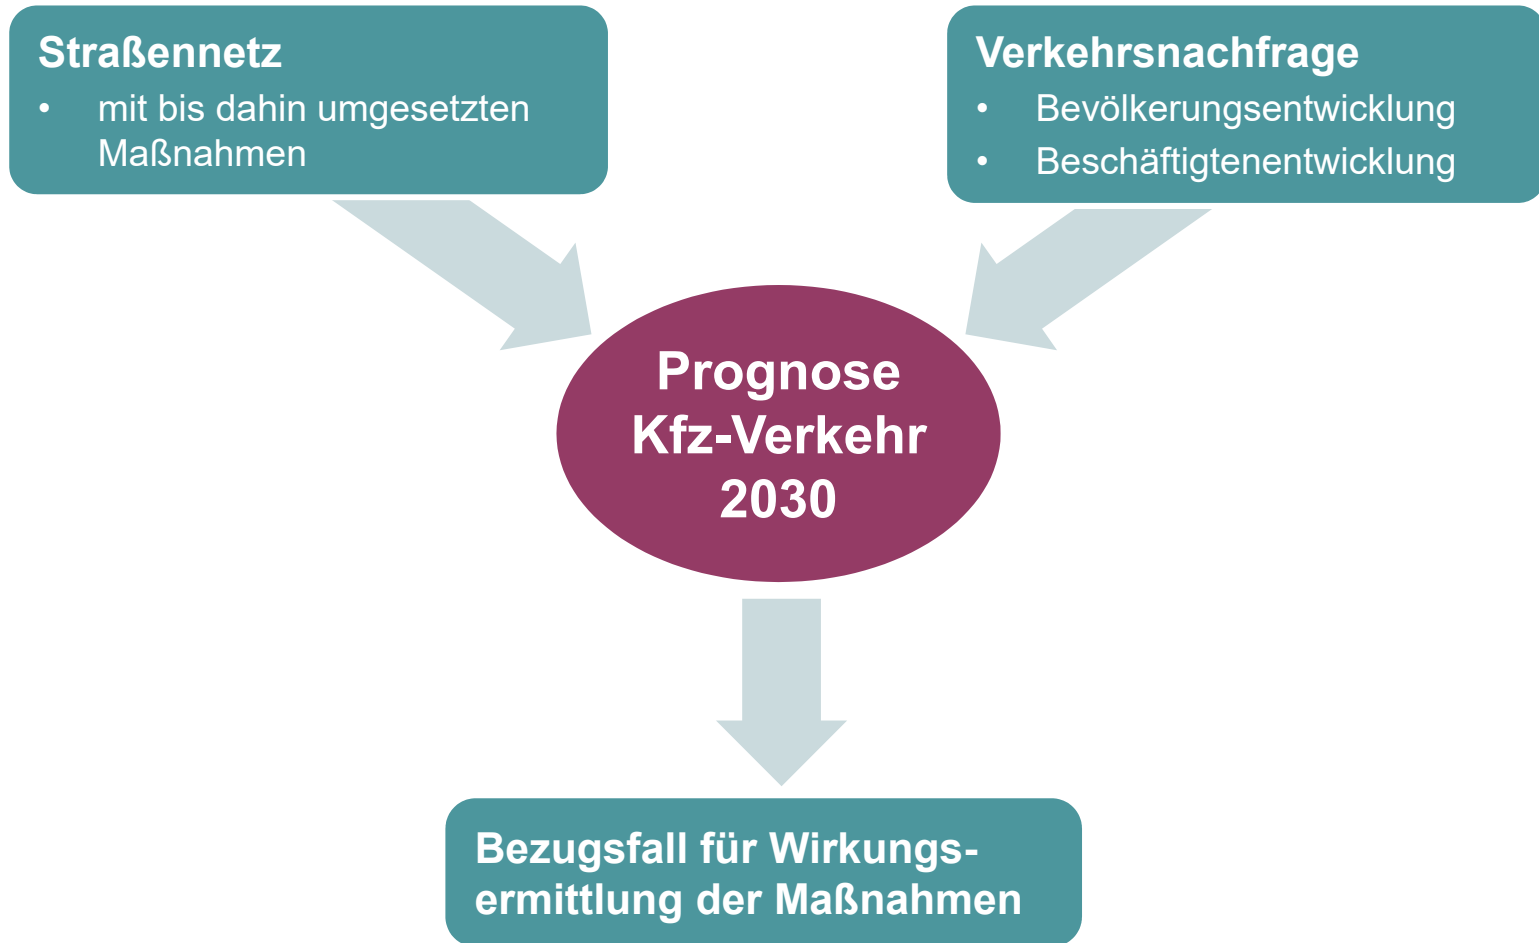 Straßennetz
• mit bis dahin umgesetzten
Maßnahmen
Verkehrsnachfrage
• Bevölkerungsentwicklung
• Beschäftigtenentwicklung
Prognose
Kfz-Verkehr
2030
Bezugsfall für Wirkungs-
ermittlung der Maßnahmen